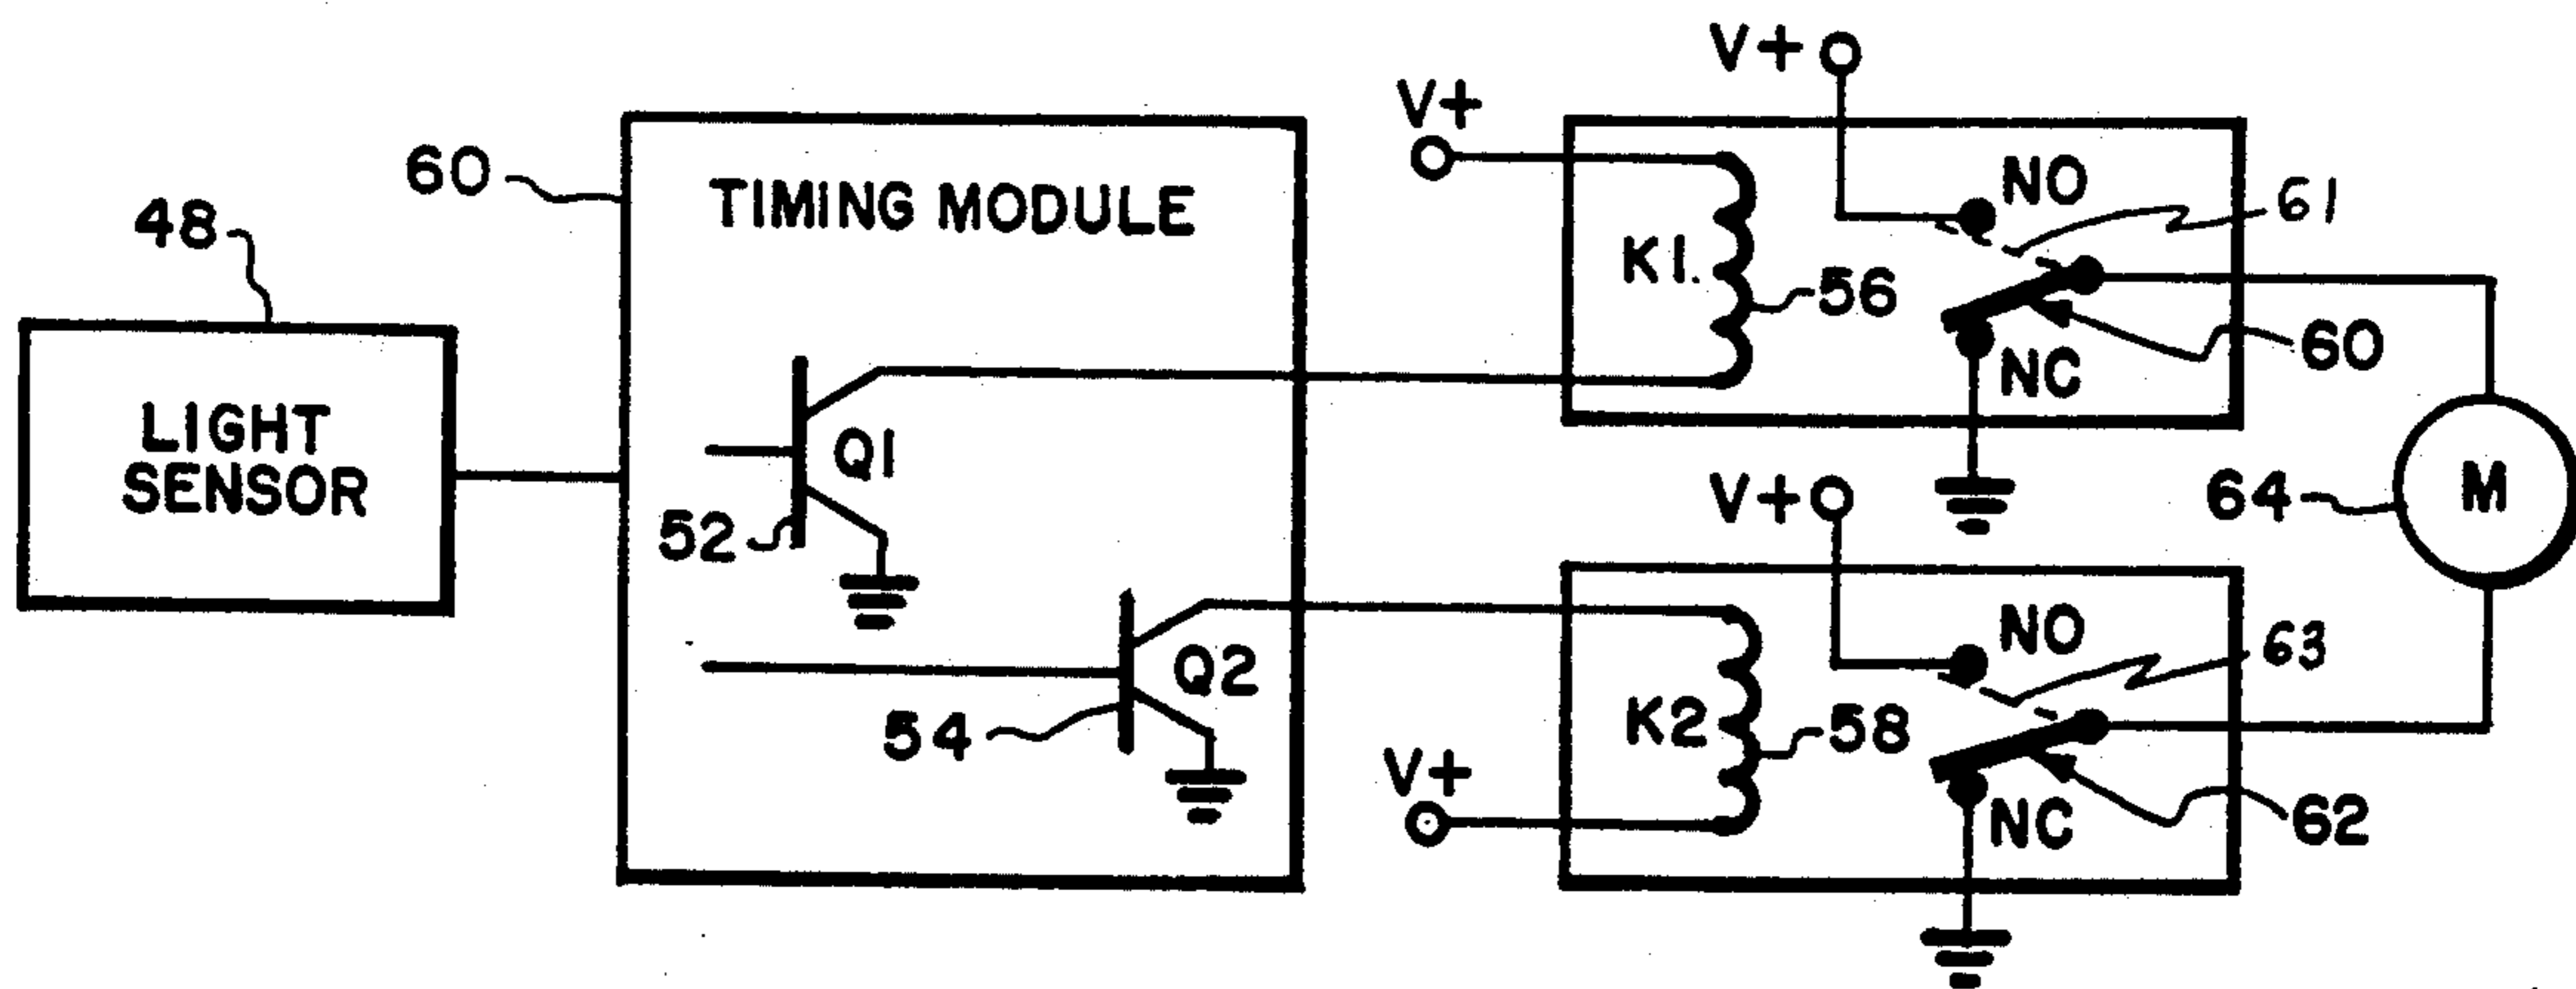 V+
V+
60
TIMING MODULE
NO
61
48
K1.
56
60
NC
LIGHT
SENSOR
Q1
52
V+
64
M
NO
63
Q2
54
K2
58
V+
NC
62